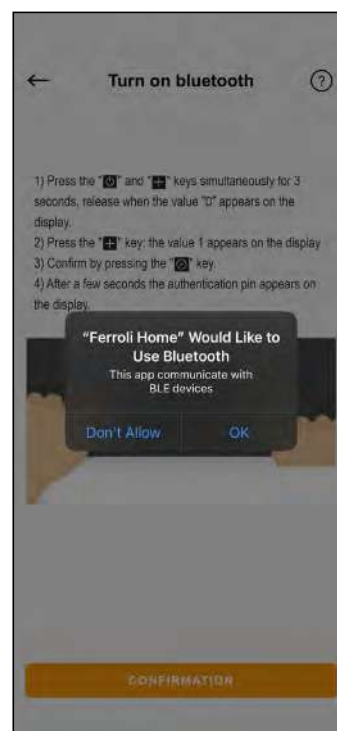 Turn on bluetooth
?
1) Press the "" and "+" keys simultaneously for 3
seconds, release when the value "0" appears on the
display.
2) Press the "+" key: the value 1 appears on the display
3) Confirm by pressing the "" key.
4) After a few seconds the authentication pin appears on
the display.
"Ferroli Home" Would Like to
Use Bluetooth
This app communicate with
BLE devices
Don't Allow
OK
CONFIRMATION